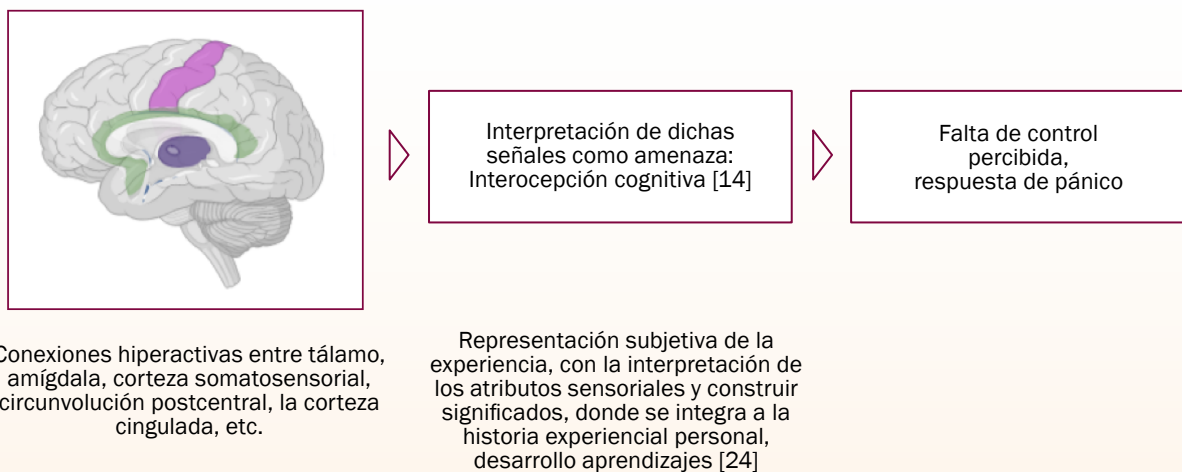 Interpretación de dichas
señales como amenaza:
Interocepción cognitiva [14]
Falta de control
percibida,
respuesta de pánico
Conexiones hiperactivas entre tálamo,
amígdala, corteza somatosensorial,
circunvolución postcentral, la corteza
cingulada, etc.
Representación subjetiva de la
experiencia, con la interpretación de
los atributos sensoriales y construir
significados, donde se integra a la
historia experiencial personal,
desarrollo aprendizajes [24]